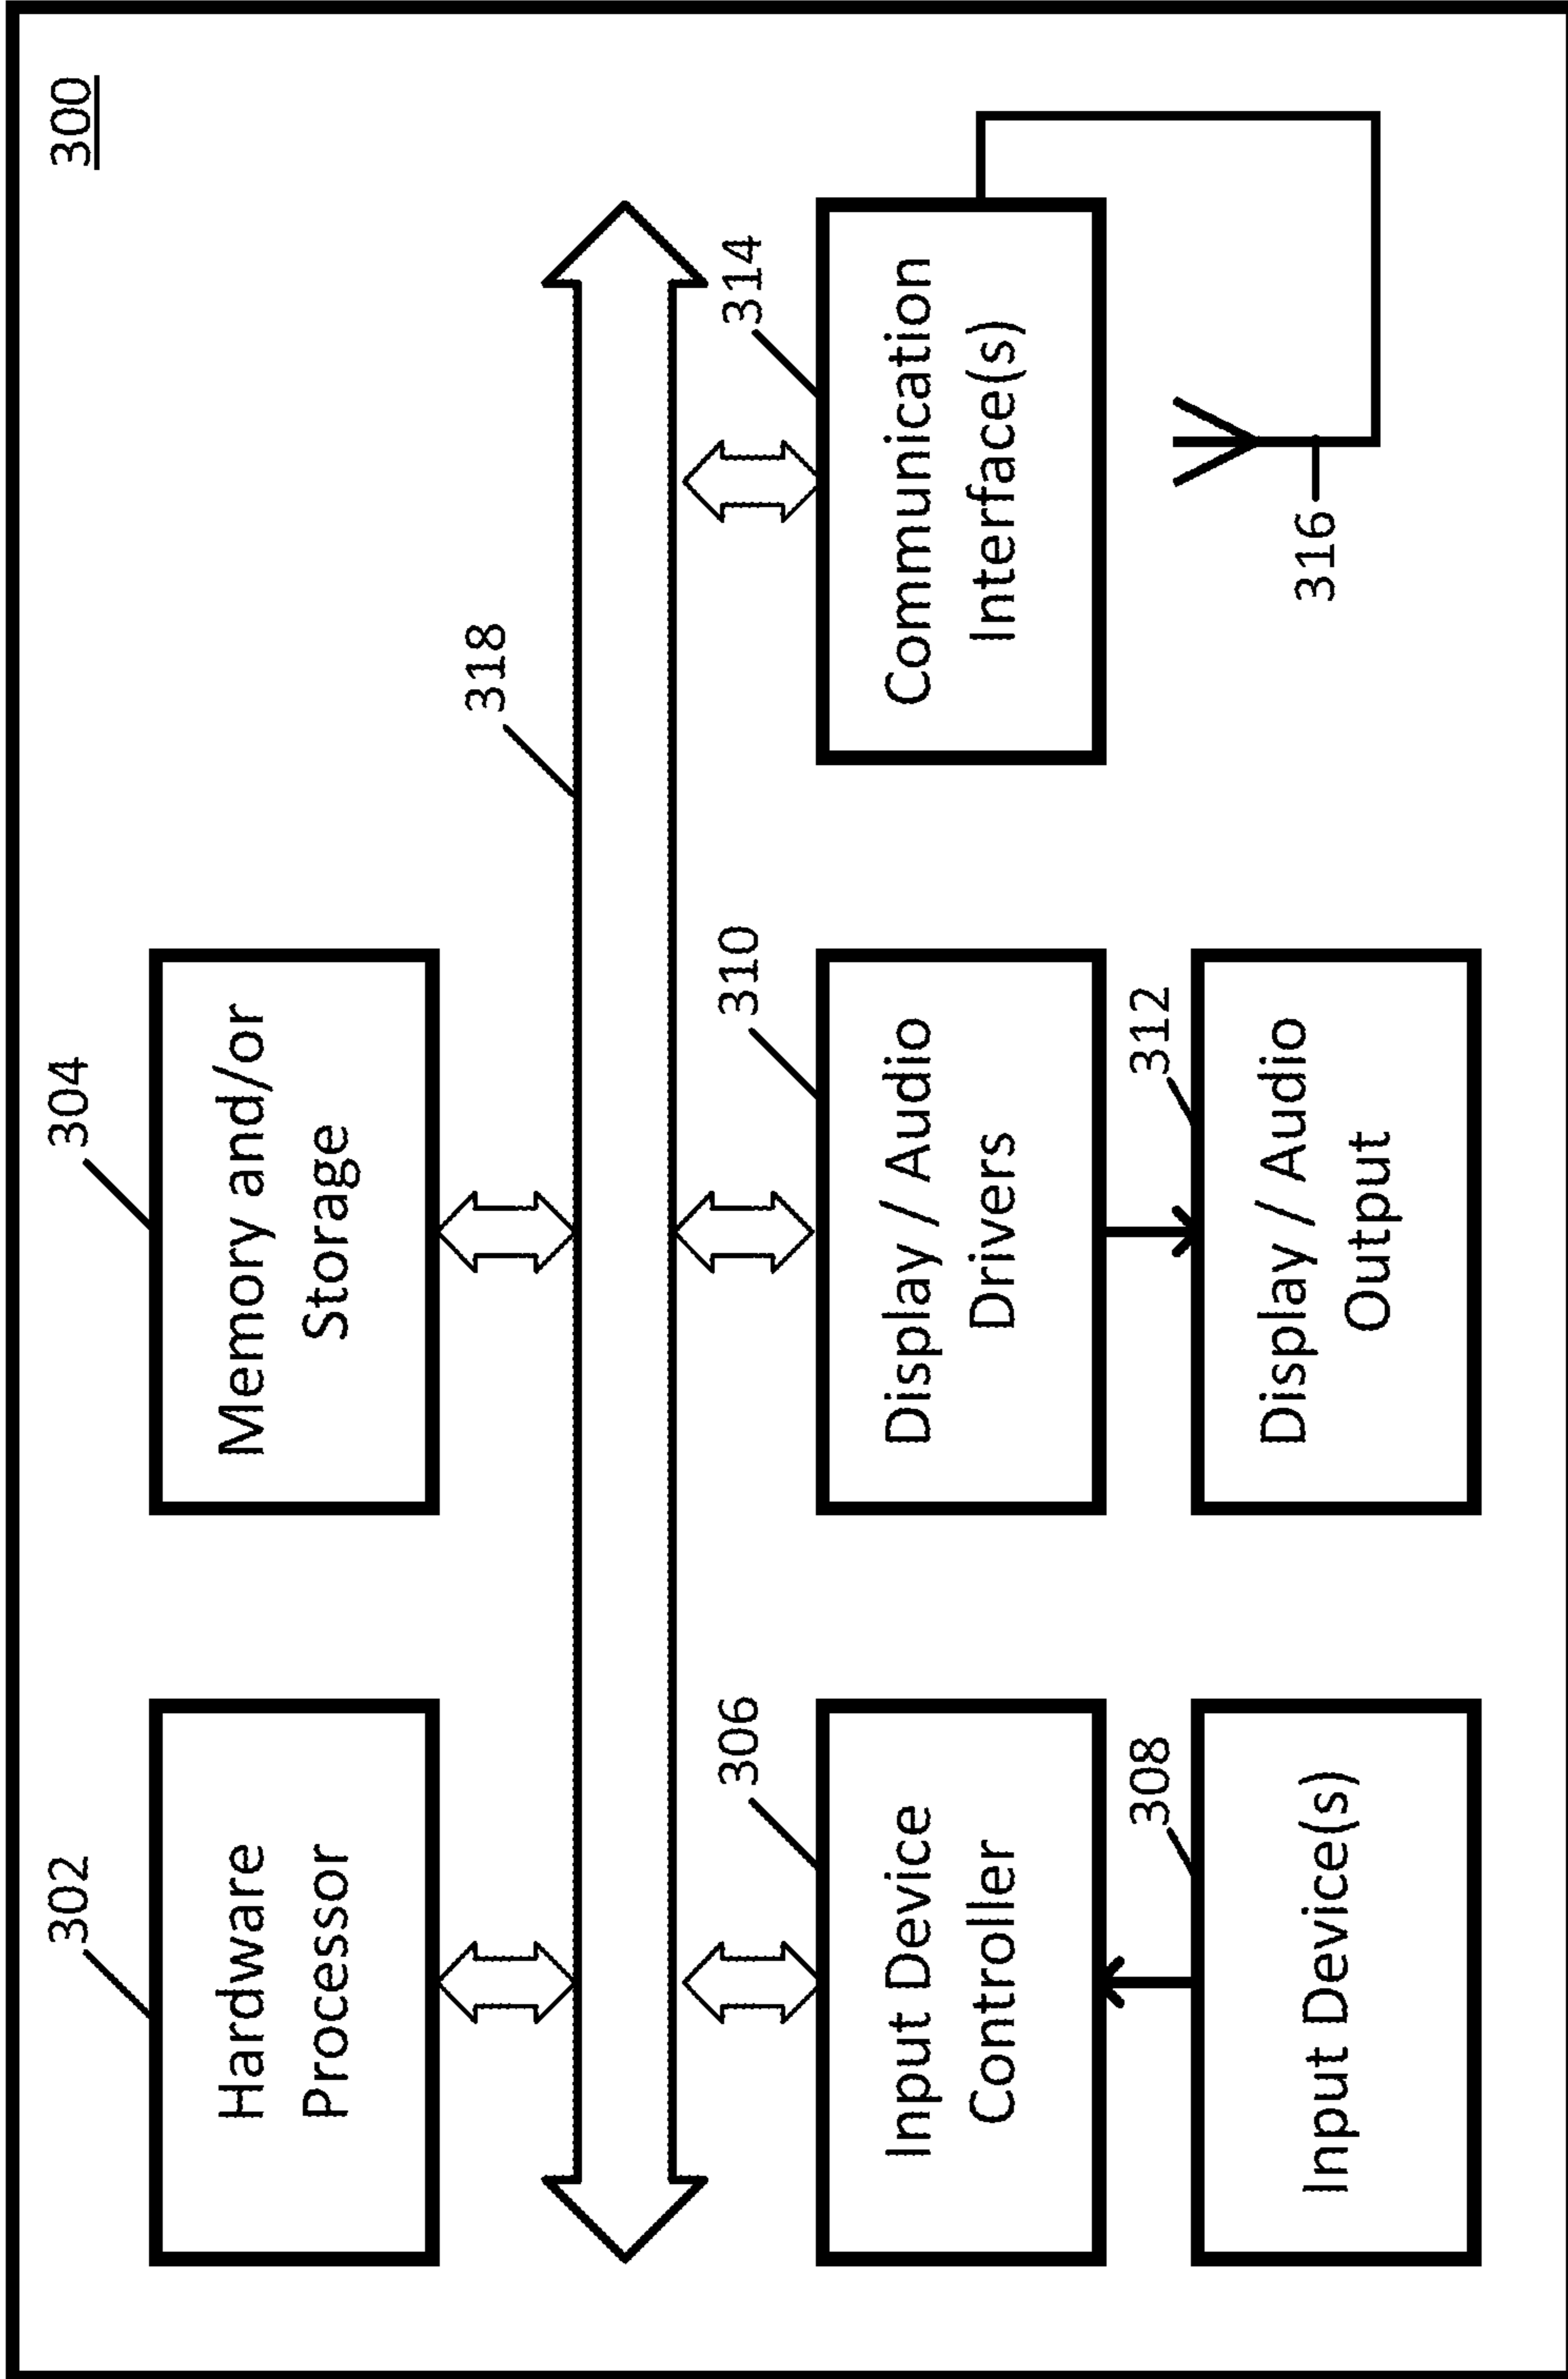 300
302
Hardware
Processor
304
Memory and/or
Storage
318
306
Input Device
Controller
310
Display / Audio
Drivers
314
Communication
Interface(s)
308
Input Device(s)
312
Display / Audio
Output
316